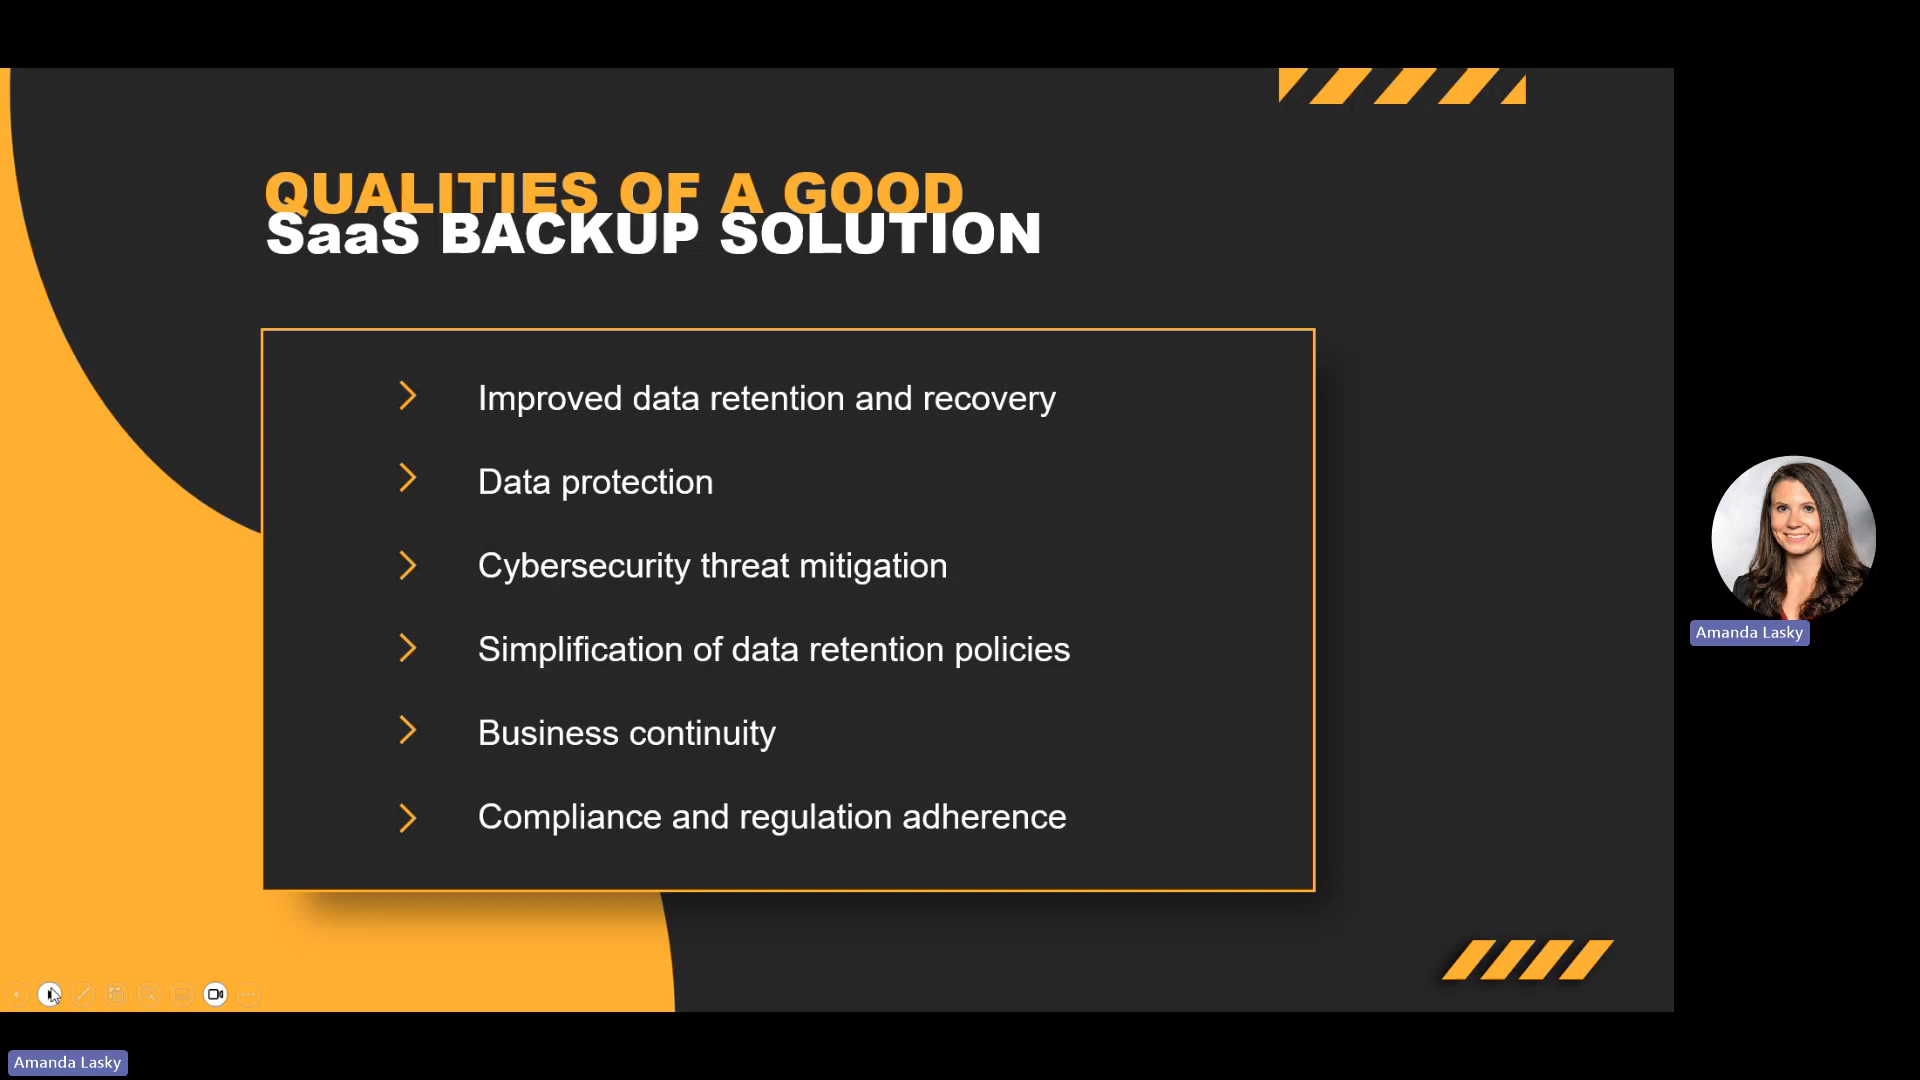 QUALITIES OF A GOOD
SaaS BACKUP SOLUTION
Improved data retention and recovery
Data protection
Cybersecurity threat mitigation
Simplification of data retention policies
Business continuity
Compliance and regulation adherence
Amanda Lasky
Amanda Lasky